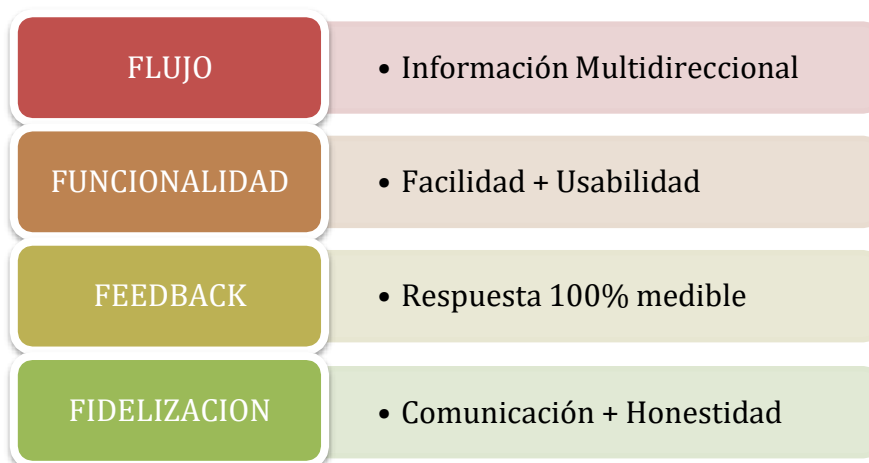 FLUJO
• Información Multidireccional
FUNCIONALIDAD
• Facilidad + Usabilidad
FEEDBACK
• Respuesta 100% medible
FIDELIZACION
• Comunicación + Honestidad